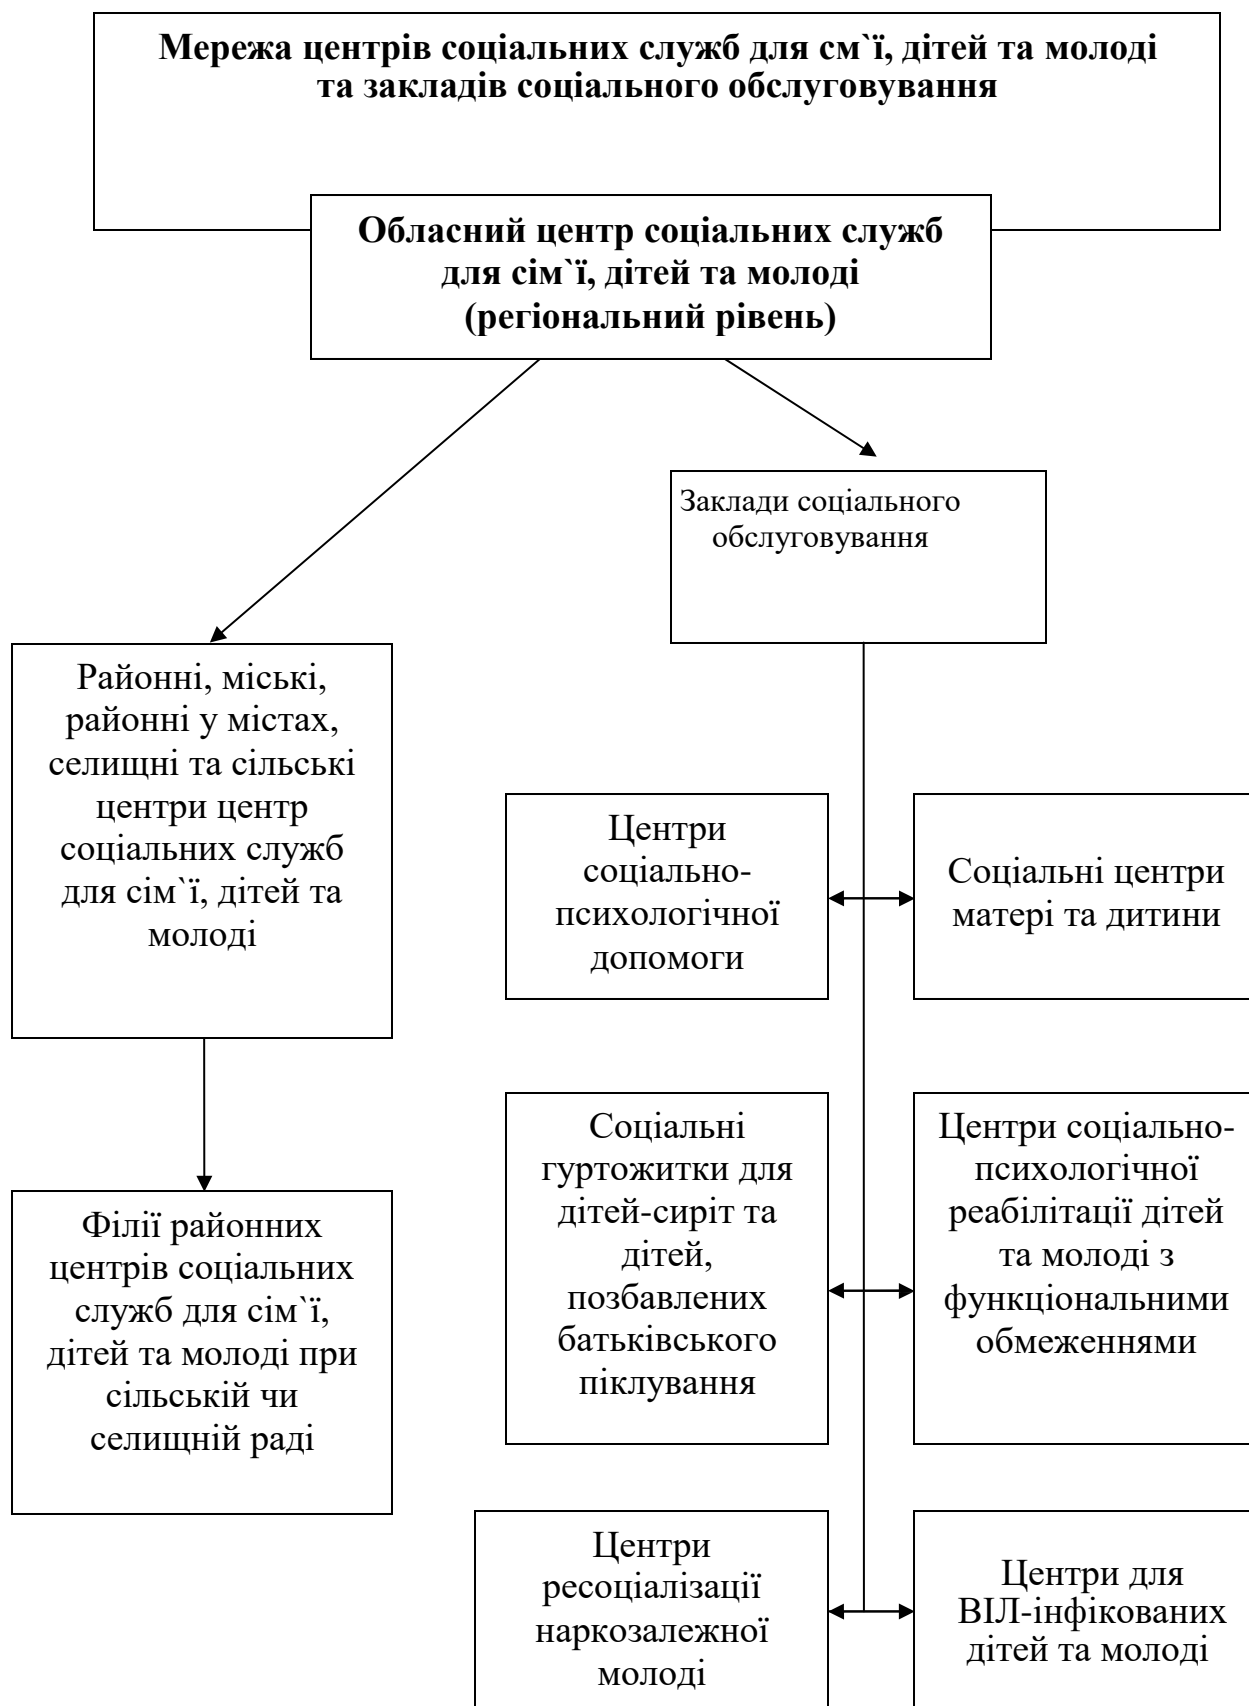 Мережа центрів соціальних служб для см`ї, дітей та молоді
та закладів соціального обслуговування
Обласний центр соціальних служб
для сім`ї, дітей та молоді
(регіональний рівень)
Заклади соціального
обслуговування
Районні, міські,
районні у містах,
селищні та сільські
центри центр
соціальних служб
для сім`ї, дітей та
молоді
Центри
соціально-
психологічної
допомоги
Соціальні центри
матері та дитини
Соціальні
гуртожитки для
дітей-сиріт та
дітей,
позбавлених
батьківського
піклування
Центри соціально-
психологічної
реабілітації дітей
та молоді з
функціональними
обмеженнями
Філії районних
центрів соціальних
служб для сім`ї,
дітей та молоді при
сільській чи
селищній раді
Центри
ресоціалізації
наркозалежної
молоді
Центри для
ВІЛ-інфікованих
дітей та молоді